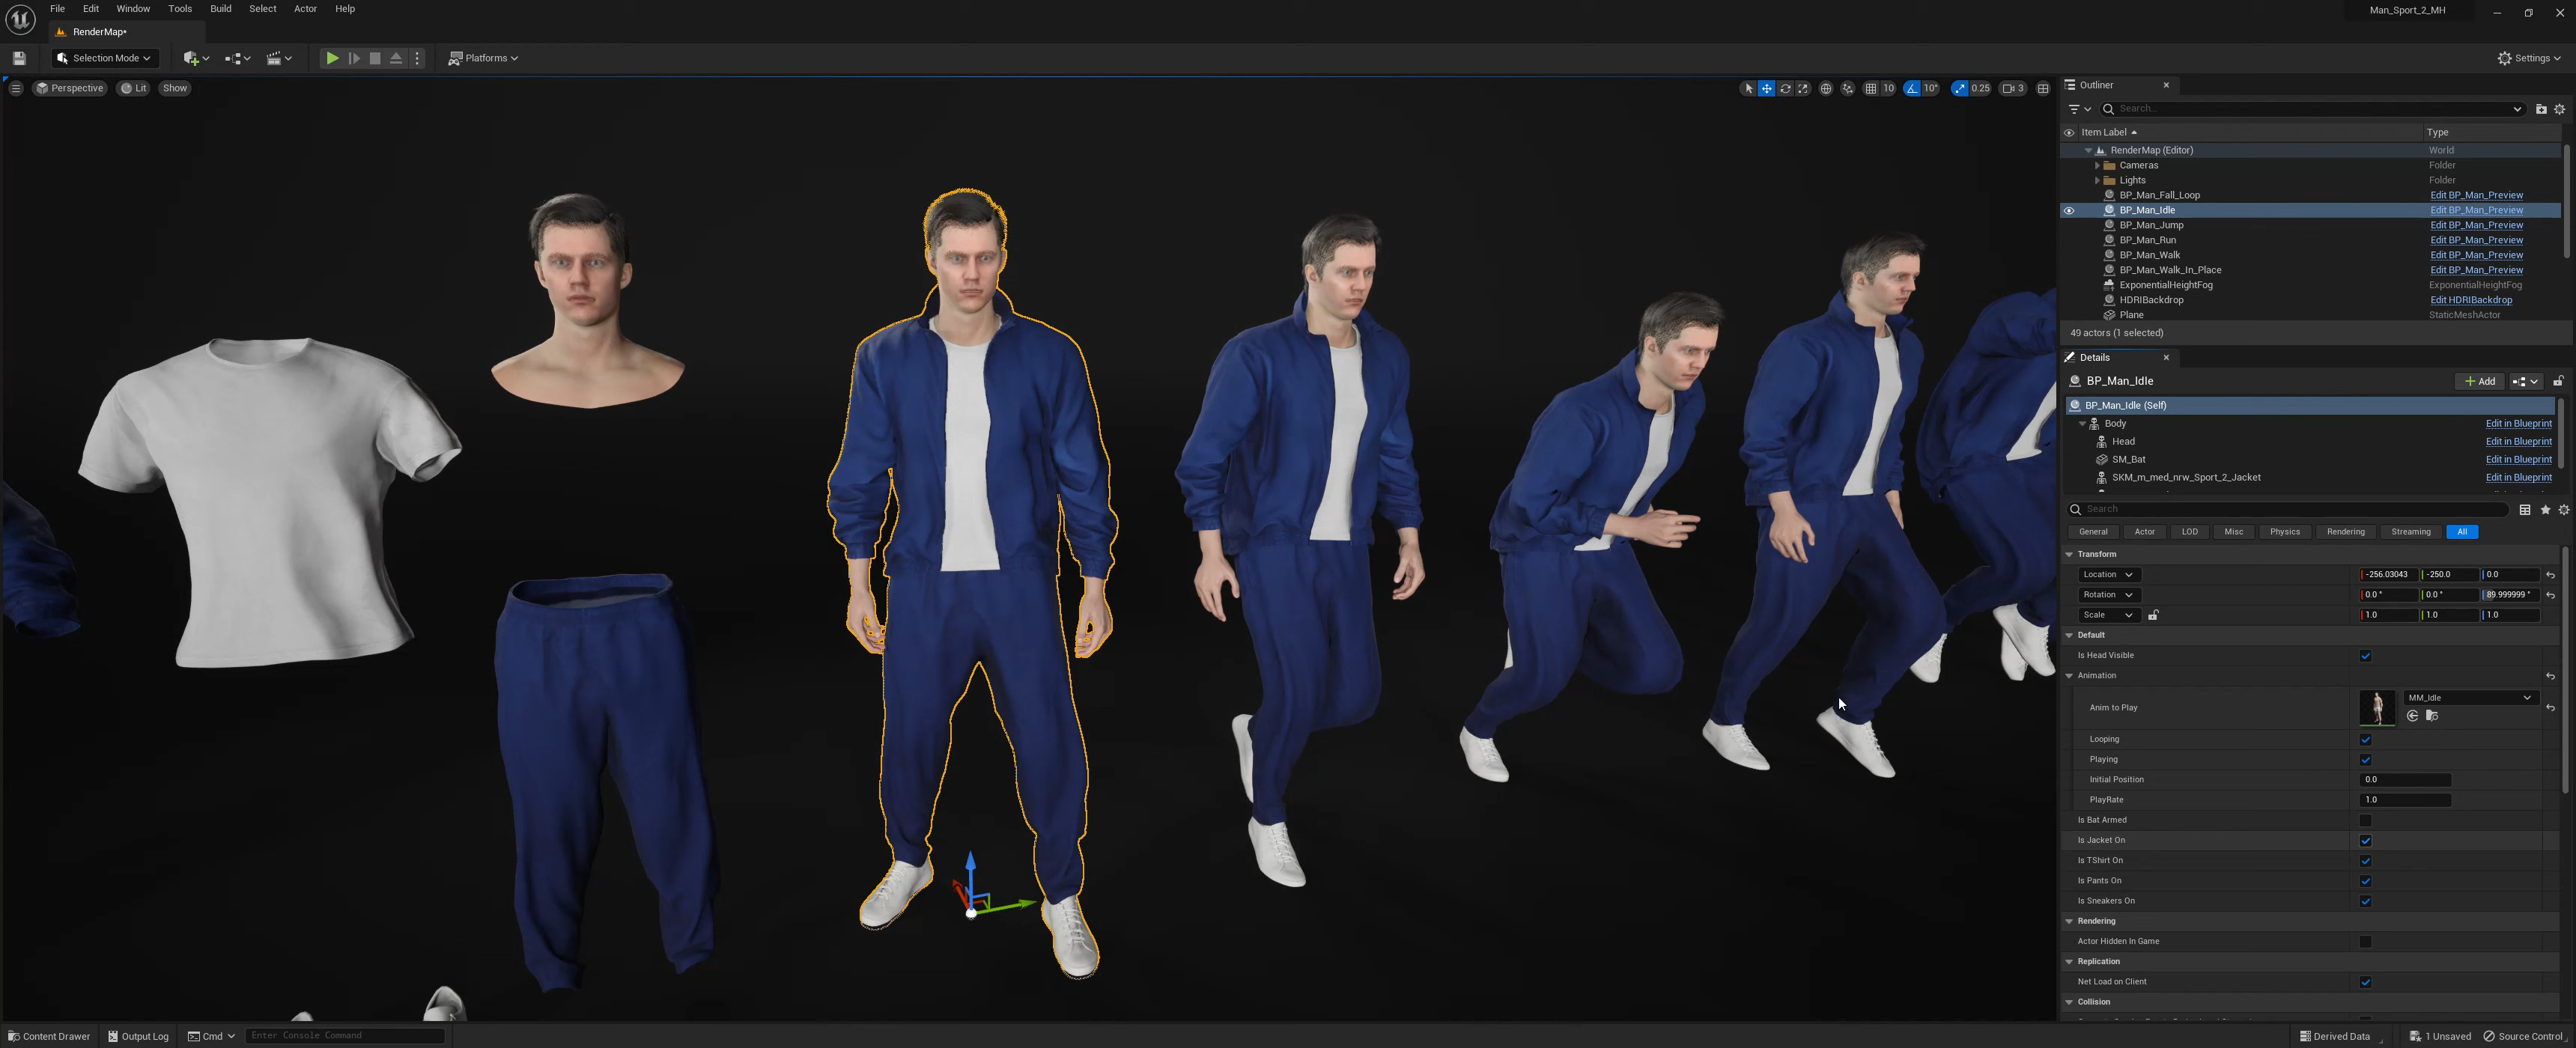 File Edit Window Tools Build Select Actor Help
Man_Sport_2_MH
RenderMap*
Selection Mode
Platforms
Settings
Perspective Lit Show
10 10° 0.25 3
Outliner
Search...
Item Label Type
RenderMap (Editor) World
Cameras Folder
Lights Folder
BP_Man_Fall_Loop Edit BP_Man_Preview
BP_Man_Idle Edit BP_Man_Preview
BP_Man_Jump Edit BP_Man_Preview
BP_Man_Run Edit BP_Man_Preview
BP_Man_Walk Edit BP_Man_Preview
BP_Man_Walk_In_Place Edit BP_Man_Preview
ExponentialHeightFog ExponentialHeightFog
HDRIBackdrop Edit HDRIBackdrop
Plane StaticMeshActor
49 actors (1 selected)
Details
BP_Man_Idle
Add
BP_Man_Idle (Self)
Body Edit in Blueprint
Head Edit in Blueprint
SM_Bat Edit in Blueprint
SKM_m_med_nrw_Sport_2_Jacket Edit in Blueprint
Search
General Actor LOD Misc Physics Rendering Streaming All
Transform
Location -256.03043 -250.0 0.0
Rotation 0.0 ° 0.0 ° 89.999999 °
Scale 1.0 1.0 1.0
Default
Is Head Visible
Animation
Anim to Play MM_Idle
Looping
Playing
Initial Position 0.0
PlayRate 1.0
Is Bat Armed
Is Jacket On
Is TShirt On
Is Pants On
Is Sneakers On
Rendering
Actor Hidden In Game
Replication
Net Load on Client
Collision
Content Drawer Output Log Cmd Enter Console Command
Derived Data 1 Unsaved Source Control